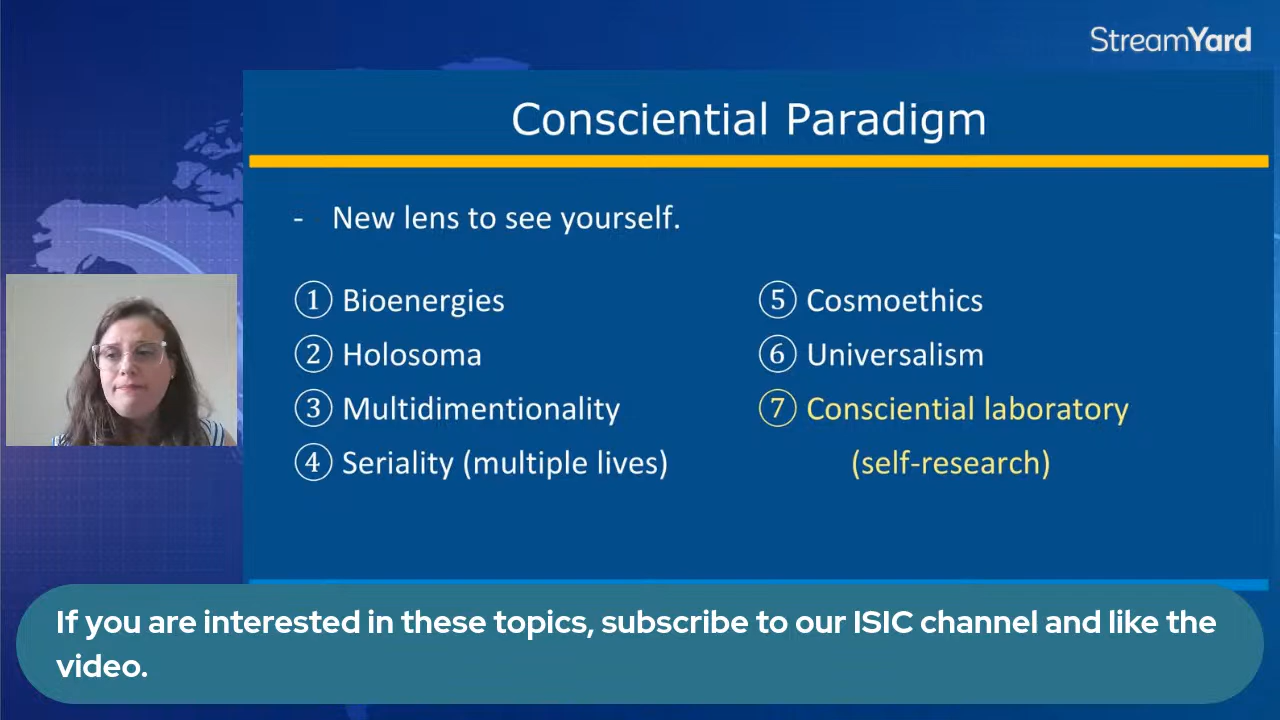 StreamYard
Consciential Paradigm
- New lens to see yourself.
① Bioenergies
② Holosoma
③ Multidimentionality
④ Seriality (multiple lives)
⑤ Cosmoethics
⑥ Universalism
⑦ Consciential laboratory
(self-research)
If you are interested in these topics, subscribe to our ISIC channel and like the
video.